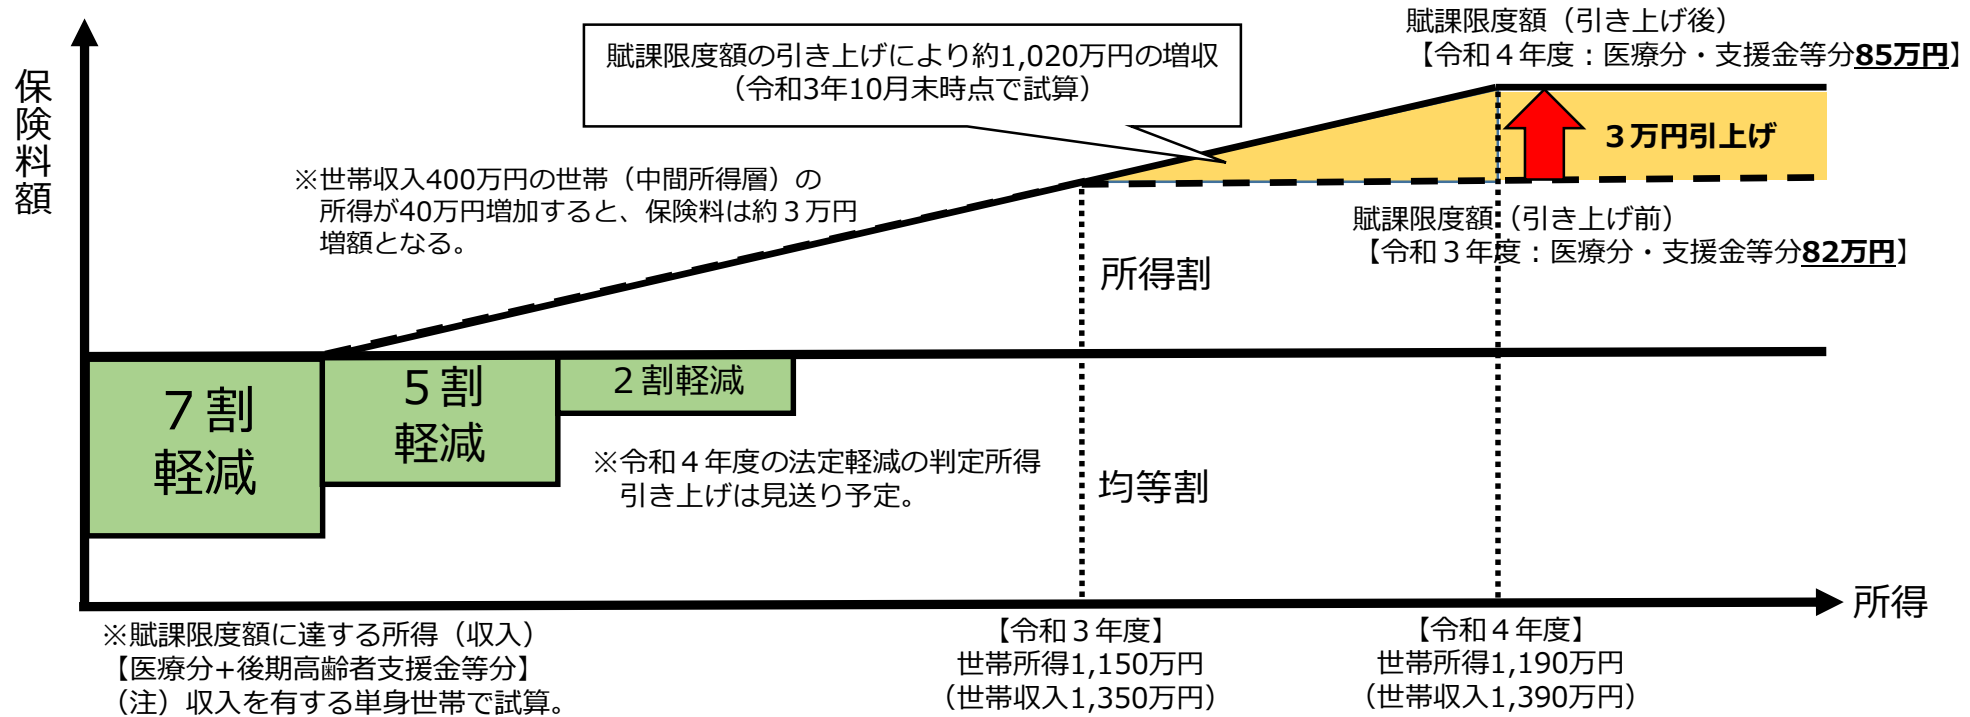 保険料額
賦課限度額の引き上げにより約1,020万円の増収
（令和3年10月末時点で試算）
賦課限度額（引き上げ後）
【令和４年度：医療分・支援金等分85万円】
３万円引上げ
※世帯収入400万円の世帯（中間所得層）の
所得が40万円増加すると、保険料は約３万円
増額となる。
賦課限度額（引き上げ前）
【令和３年度：医療分・支援金等分82万円】
所得割
７割
軽減
５割
軽減
２割軽減
※令和４年度の法定軽減の判定所得
引き上げは見送り予定。
均等割
所得
※賦課限度額に達する所得（収入）
【医療分+後期高齢者支援金等分】
（注）収入を有する単身世帯で試算。
【令和３年度】
世帯所得1,150万円
（世帯収入1,350万円）
【令和４年度】
世帯所得1,190万円
（世帯収入1,390万円）